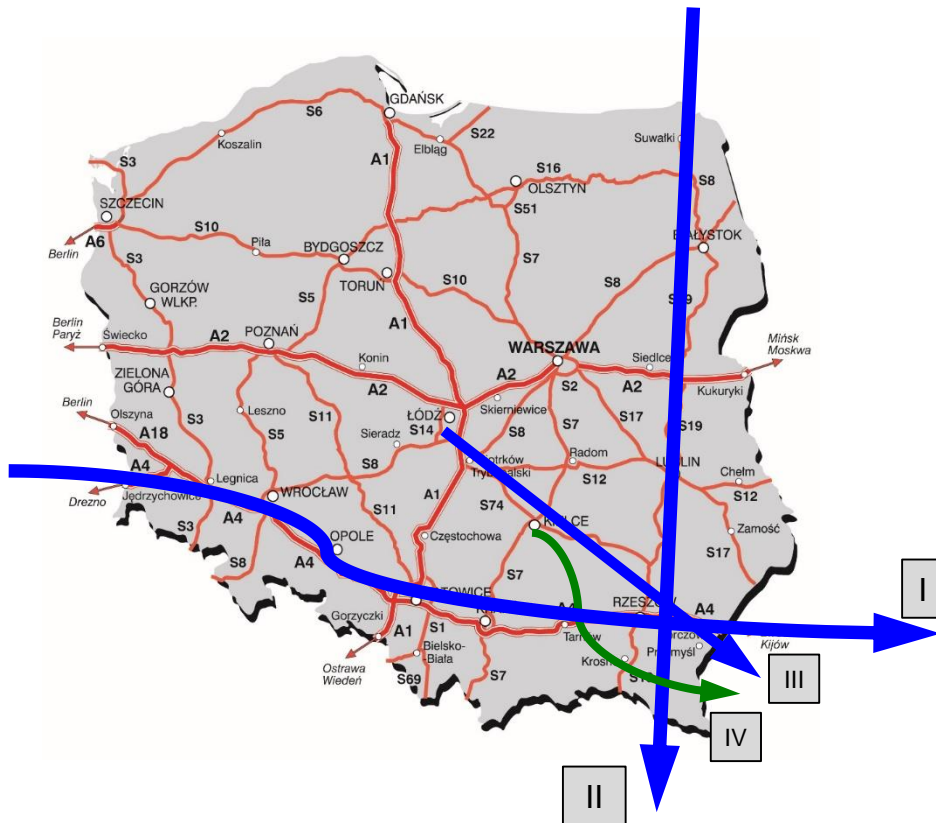 GDAŃSK
S6
S22
Koszalin
Elbląg
Suwałki
A1
S3
S16
OLSZTYN
S8
SZCZECIN
S51
S10
A6
Berlin
S3
Piła
BYDGOSZCZ
S7
BIAŁYSTOK
TORUŃ
S10
S8
GORZÓW
WLKP.
S5
A1
Berlin
Paryż
Świecko
A2
POZNAŃ
WARSZAWA
Siedlce
Mińsk
Moskwa
Konin
A2
A2
S2
A2
Kukuryki
ZIELONA
GÓRA
Skierniewice
Berlin
Olszyna
Leszno
S11
ŁÓDŹ
S14
S7
S17
S19
A18
S3
S5
Sieradz
S8
Radom
S8
Trybunalski
S12
Chełm
S12
A4
Legnica
Drezno
Jędrzychowice
WROCŁAW
A4
S11
A1
S74
Zamość
S3
S8
OPOLE
A4
Częstochowa
S7
S17
RZESZÓW
A4
I
Gorzyczki
A1
S1
Tarnów
Kijów
Ostrawa
Wiedeń
Bielsko-
-Biała
Przemyśl
S69
S7
III
IV
II